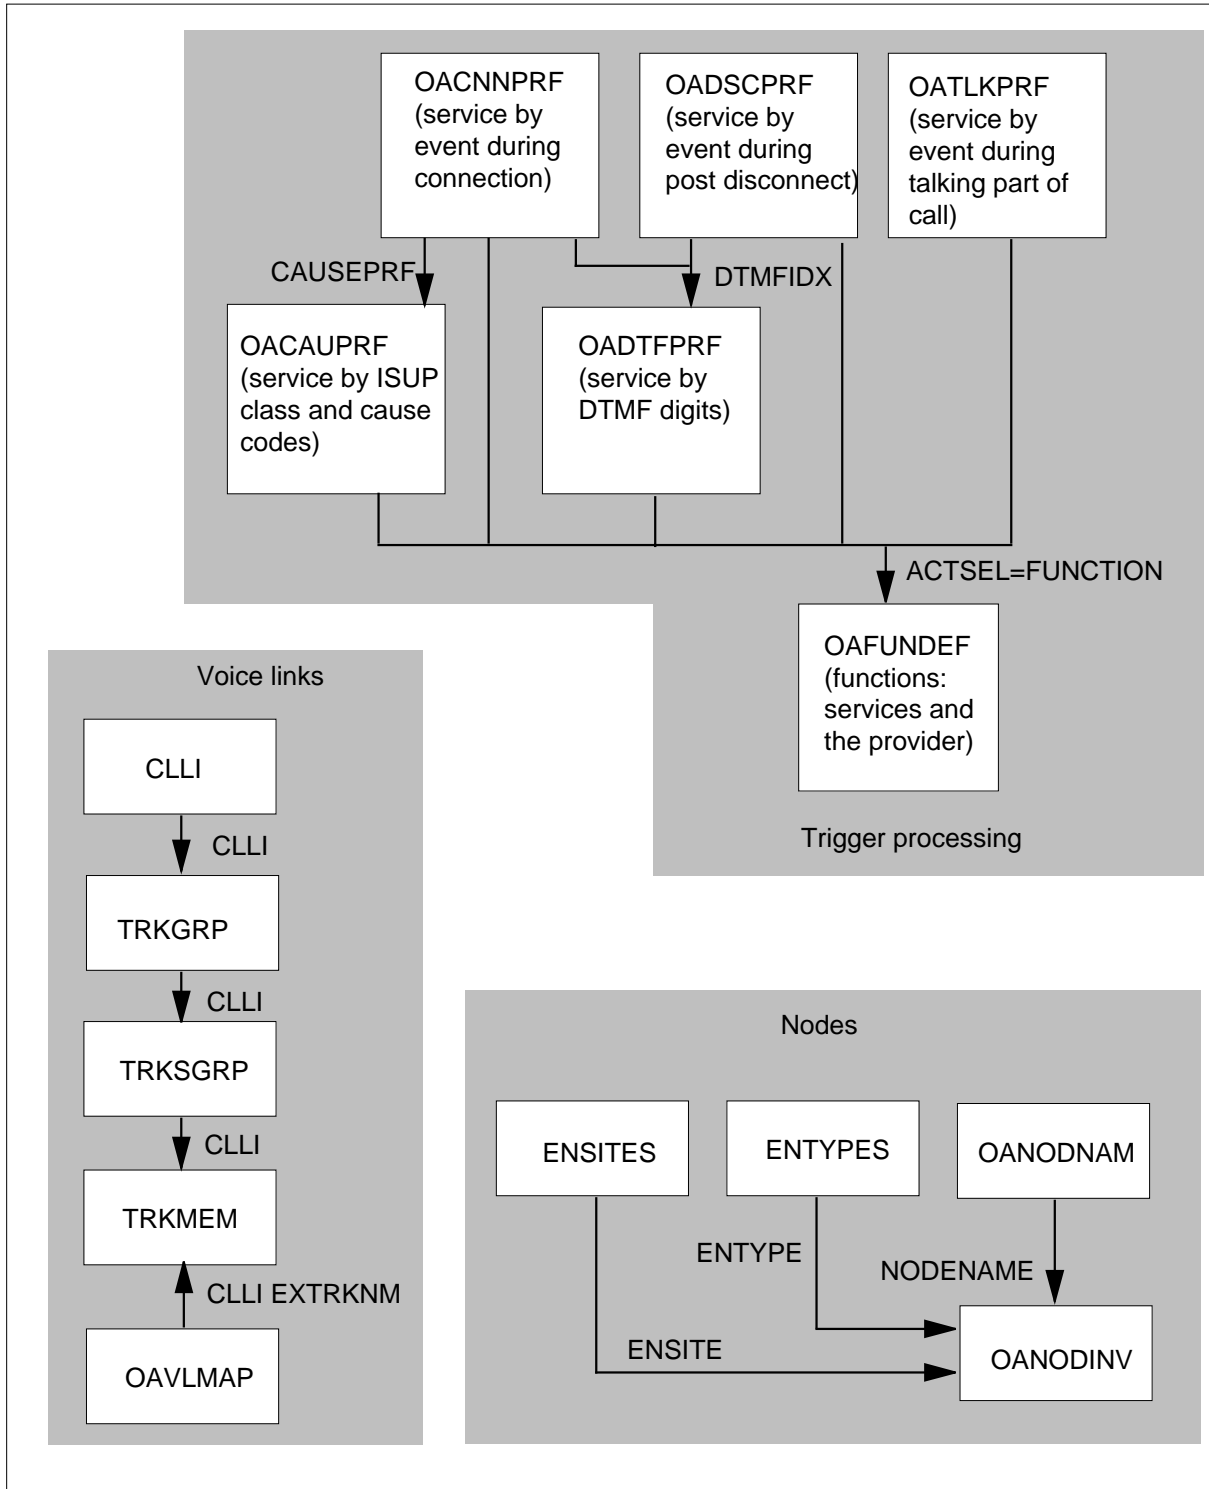 OACNNPRF
(service by
event during
connection)
OADSCPRF
(service by
event during
post disconnect)
OATLKPRF
(service by
event during
talking part of
call)
CAUSEPRF
DTMFIDX
OACAUPRF
(service by ISUP
class and cause
codes)
OADTFPRF
(service by
DTMF digits)
ACTSEL=FUNCTION
OAFUNDEF
(functions:
services and
the provider)
Trigger processing
Voice links
CLLI
CLLI
TRKGRP
CLLI
TRKSGRP
CLLI
TRKMEM
CLLI EXTRKNM
OAVLMAP
Nodes
ENSITES
ENTYPES
OANODNAM
ENTYPE
NODENAME
ENSITE
OANODINV